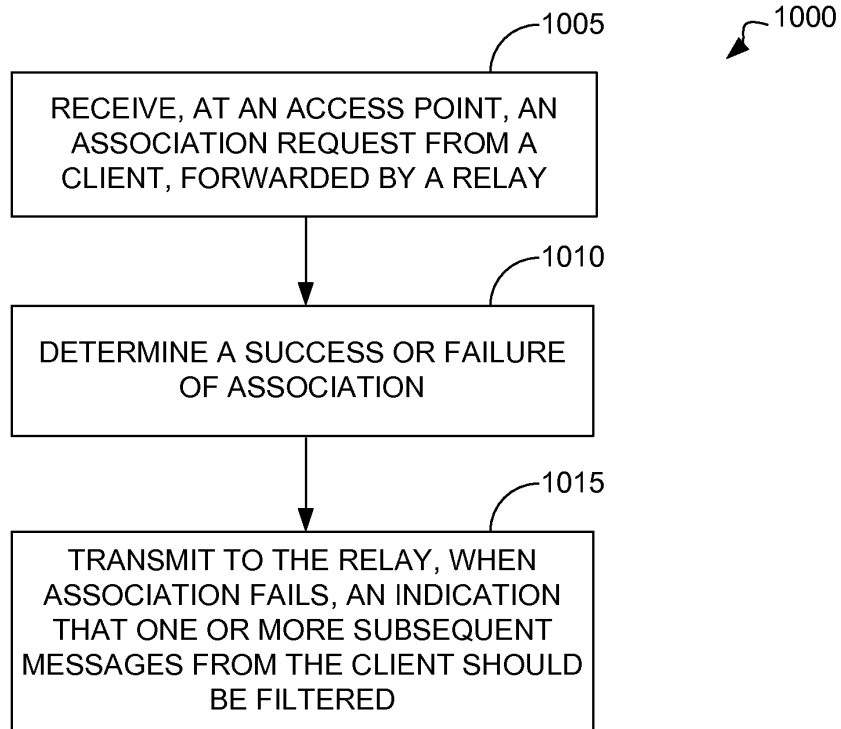 1005
1000
RECEIVE, AT AN ACCESS POINT, AN
ASSOCIATION REQUEST FROM A
CLIENT, FORWARDED BY A RELAY
1010
DETERMINE A SUCCESS OR FAILURE
OF ASSOCIATION
1015
TRANSMIT TO THE RELAY, WHEN
ASSOCIATION FAILS, AN INDICATION
THAT ONE OR MORE SUBSEQUENT
MESSAGES FROM THE CLIENT SHOULD
BE FILTERED